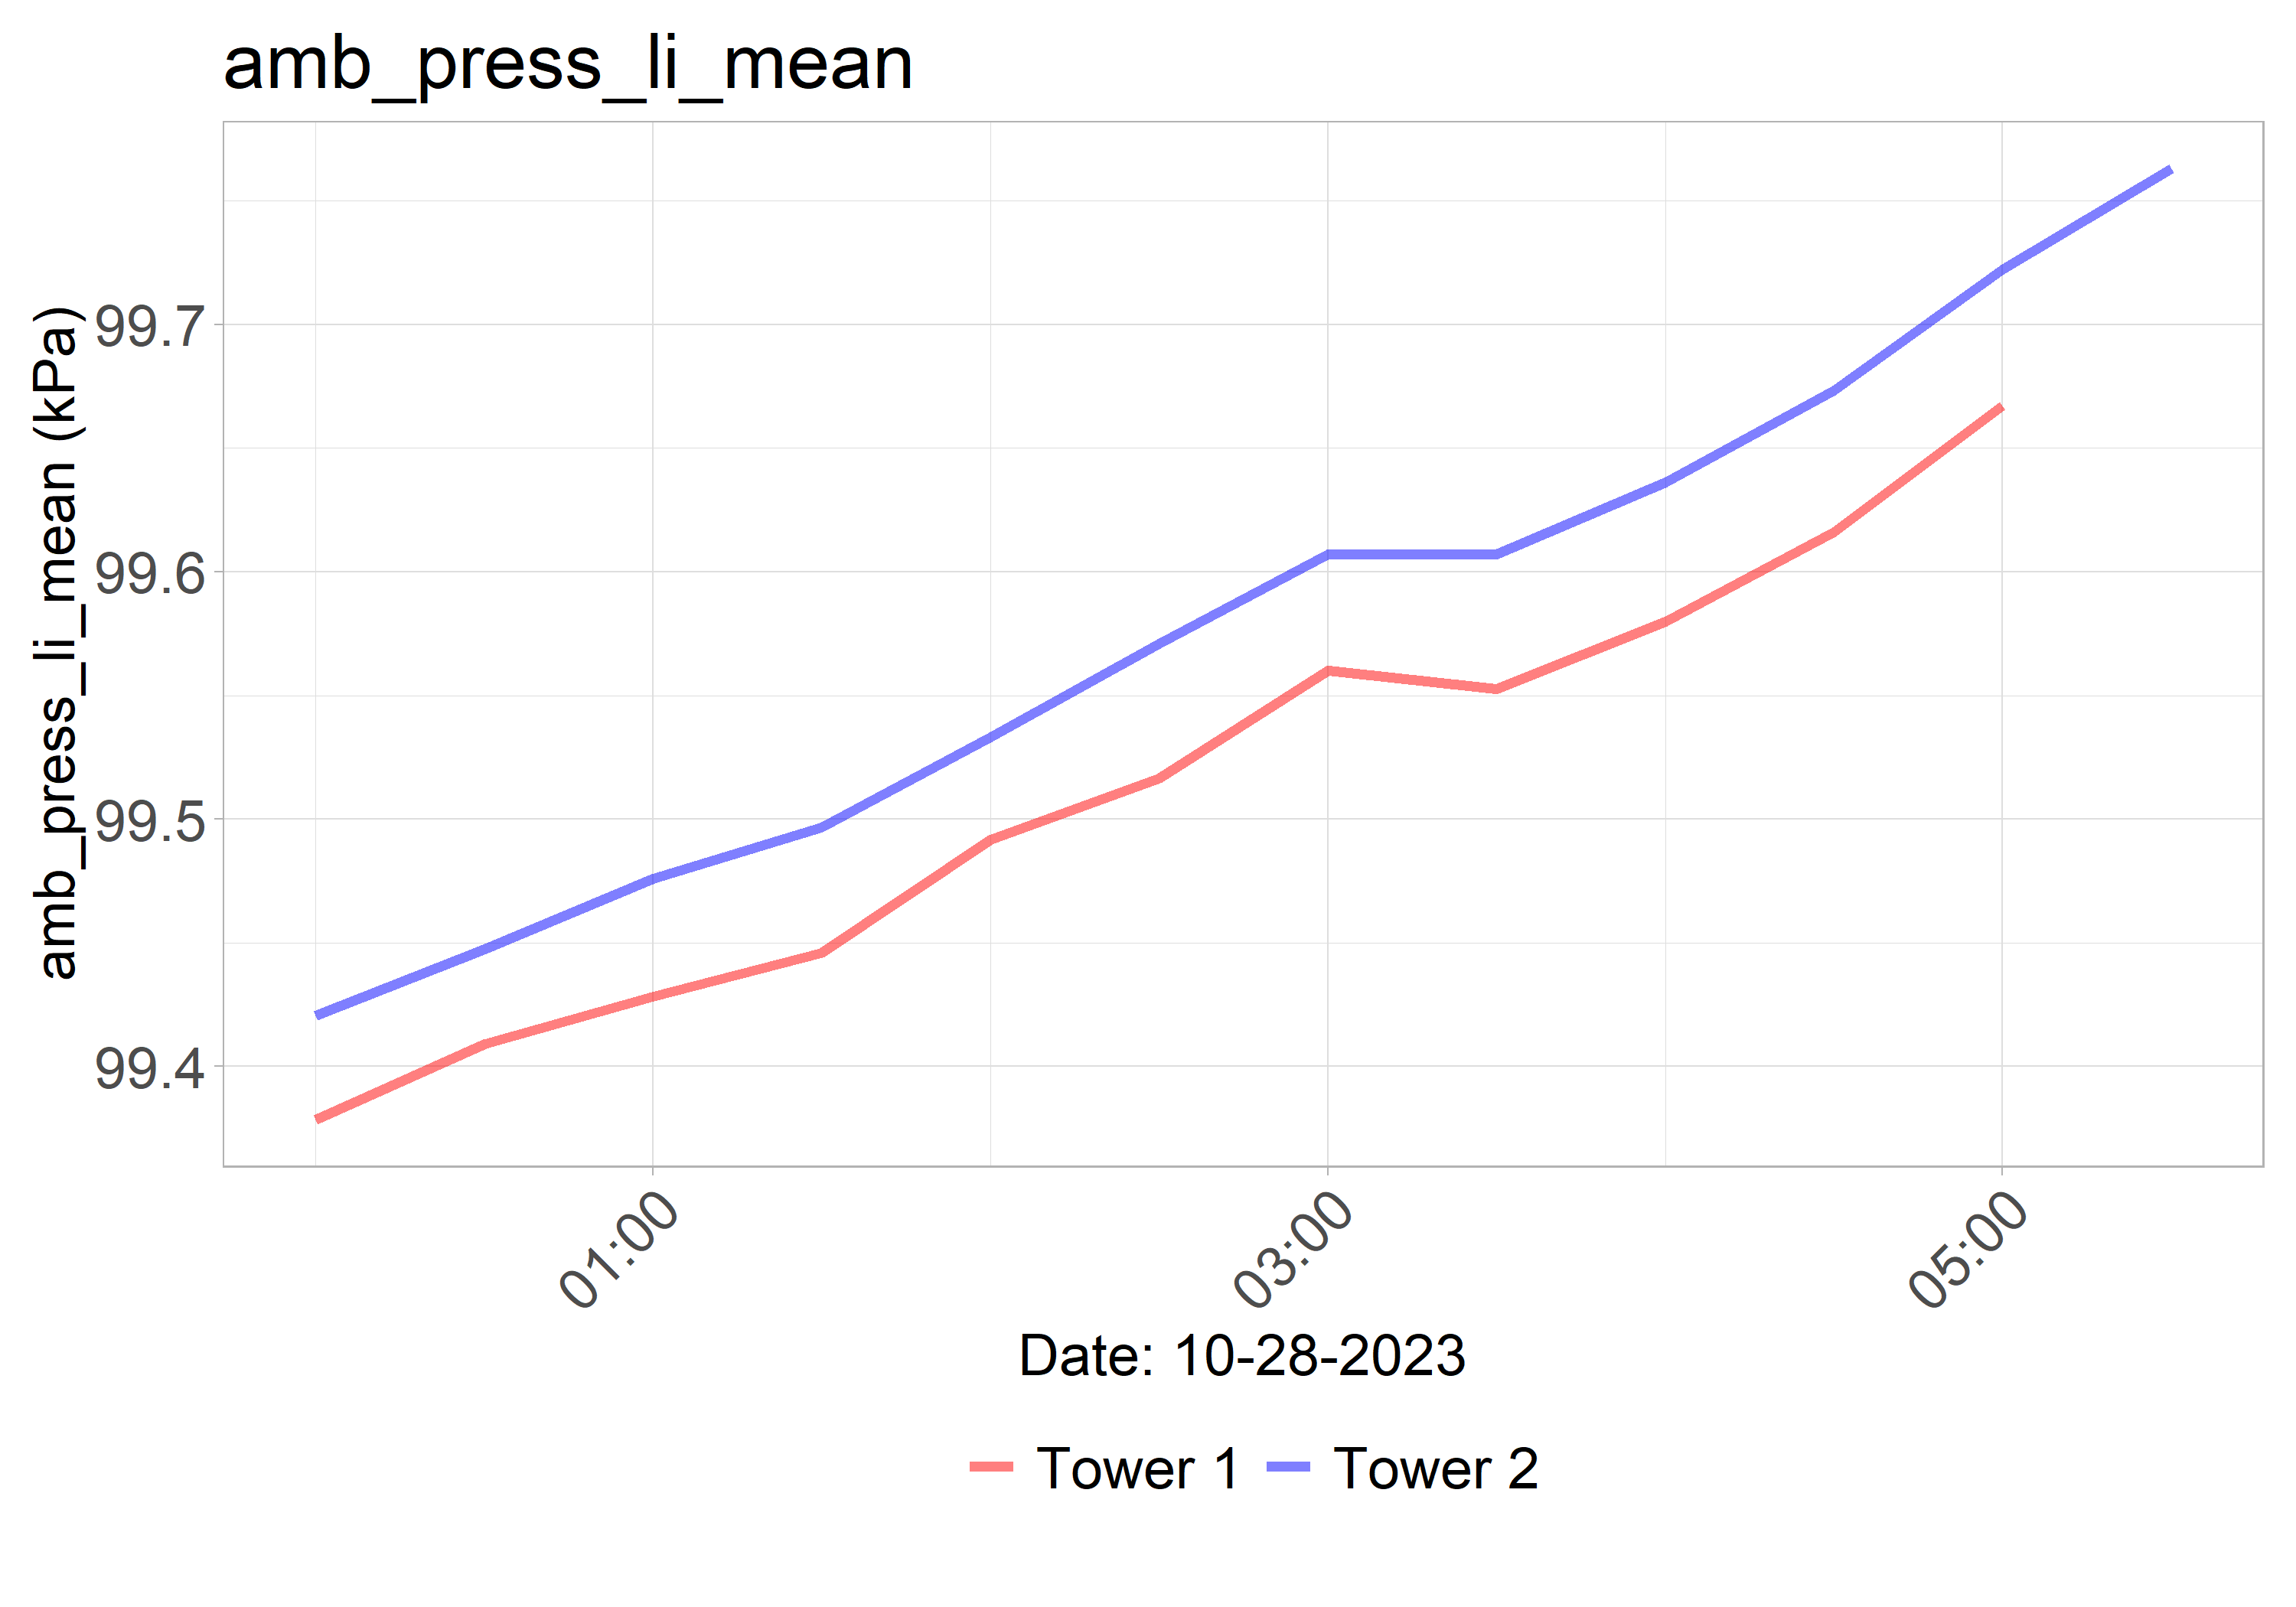 amb_press_li_mean
amb_press_li_mean (kPa)
99.7
99.6
99.5
99.4
01:00
03:00
05:00
Date: 10-28-2023
Tower 1
Tower 2